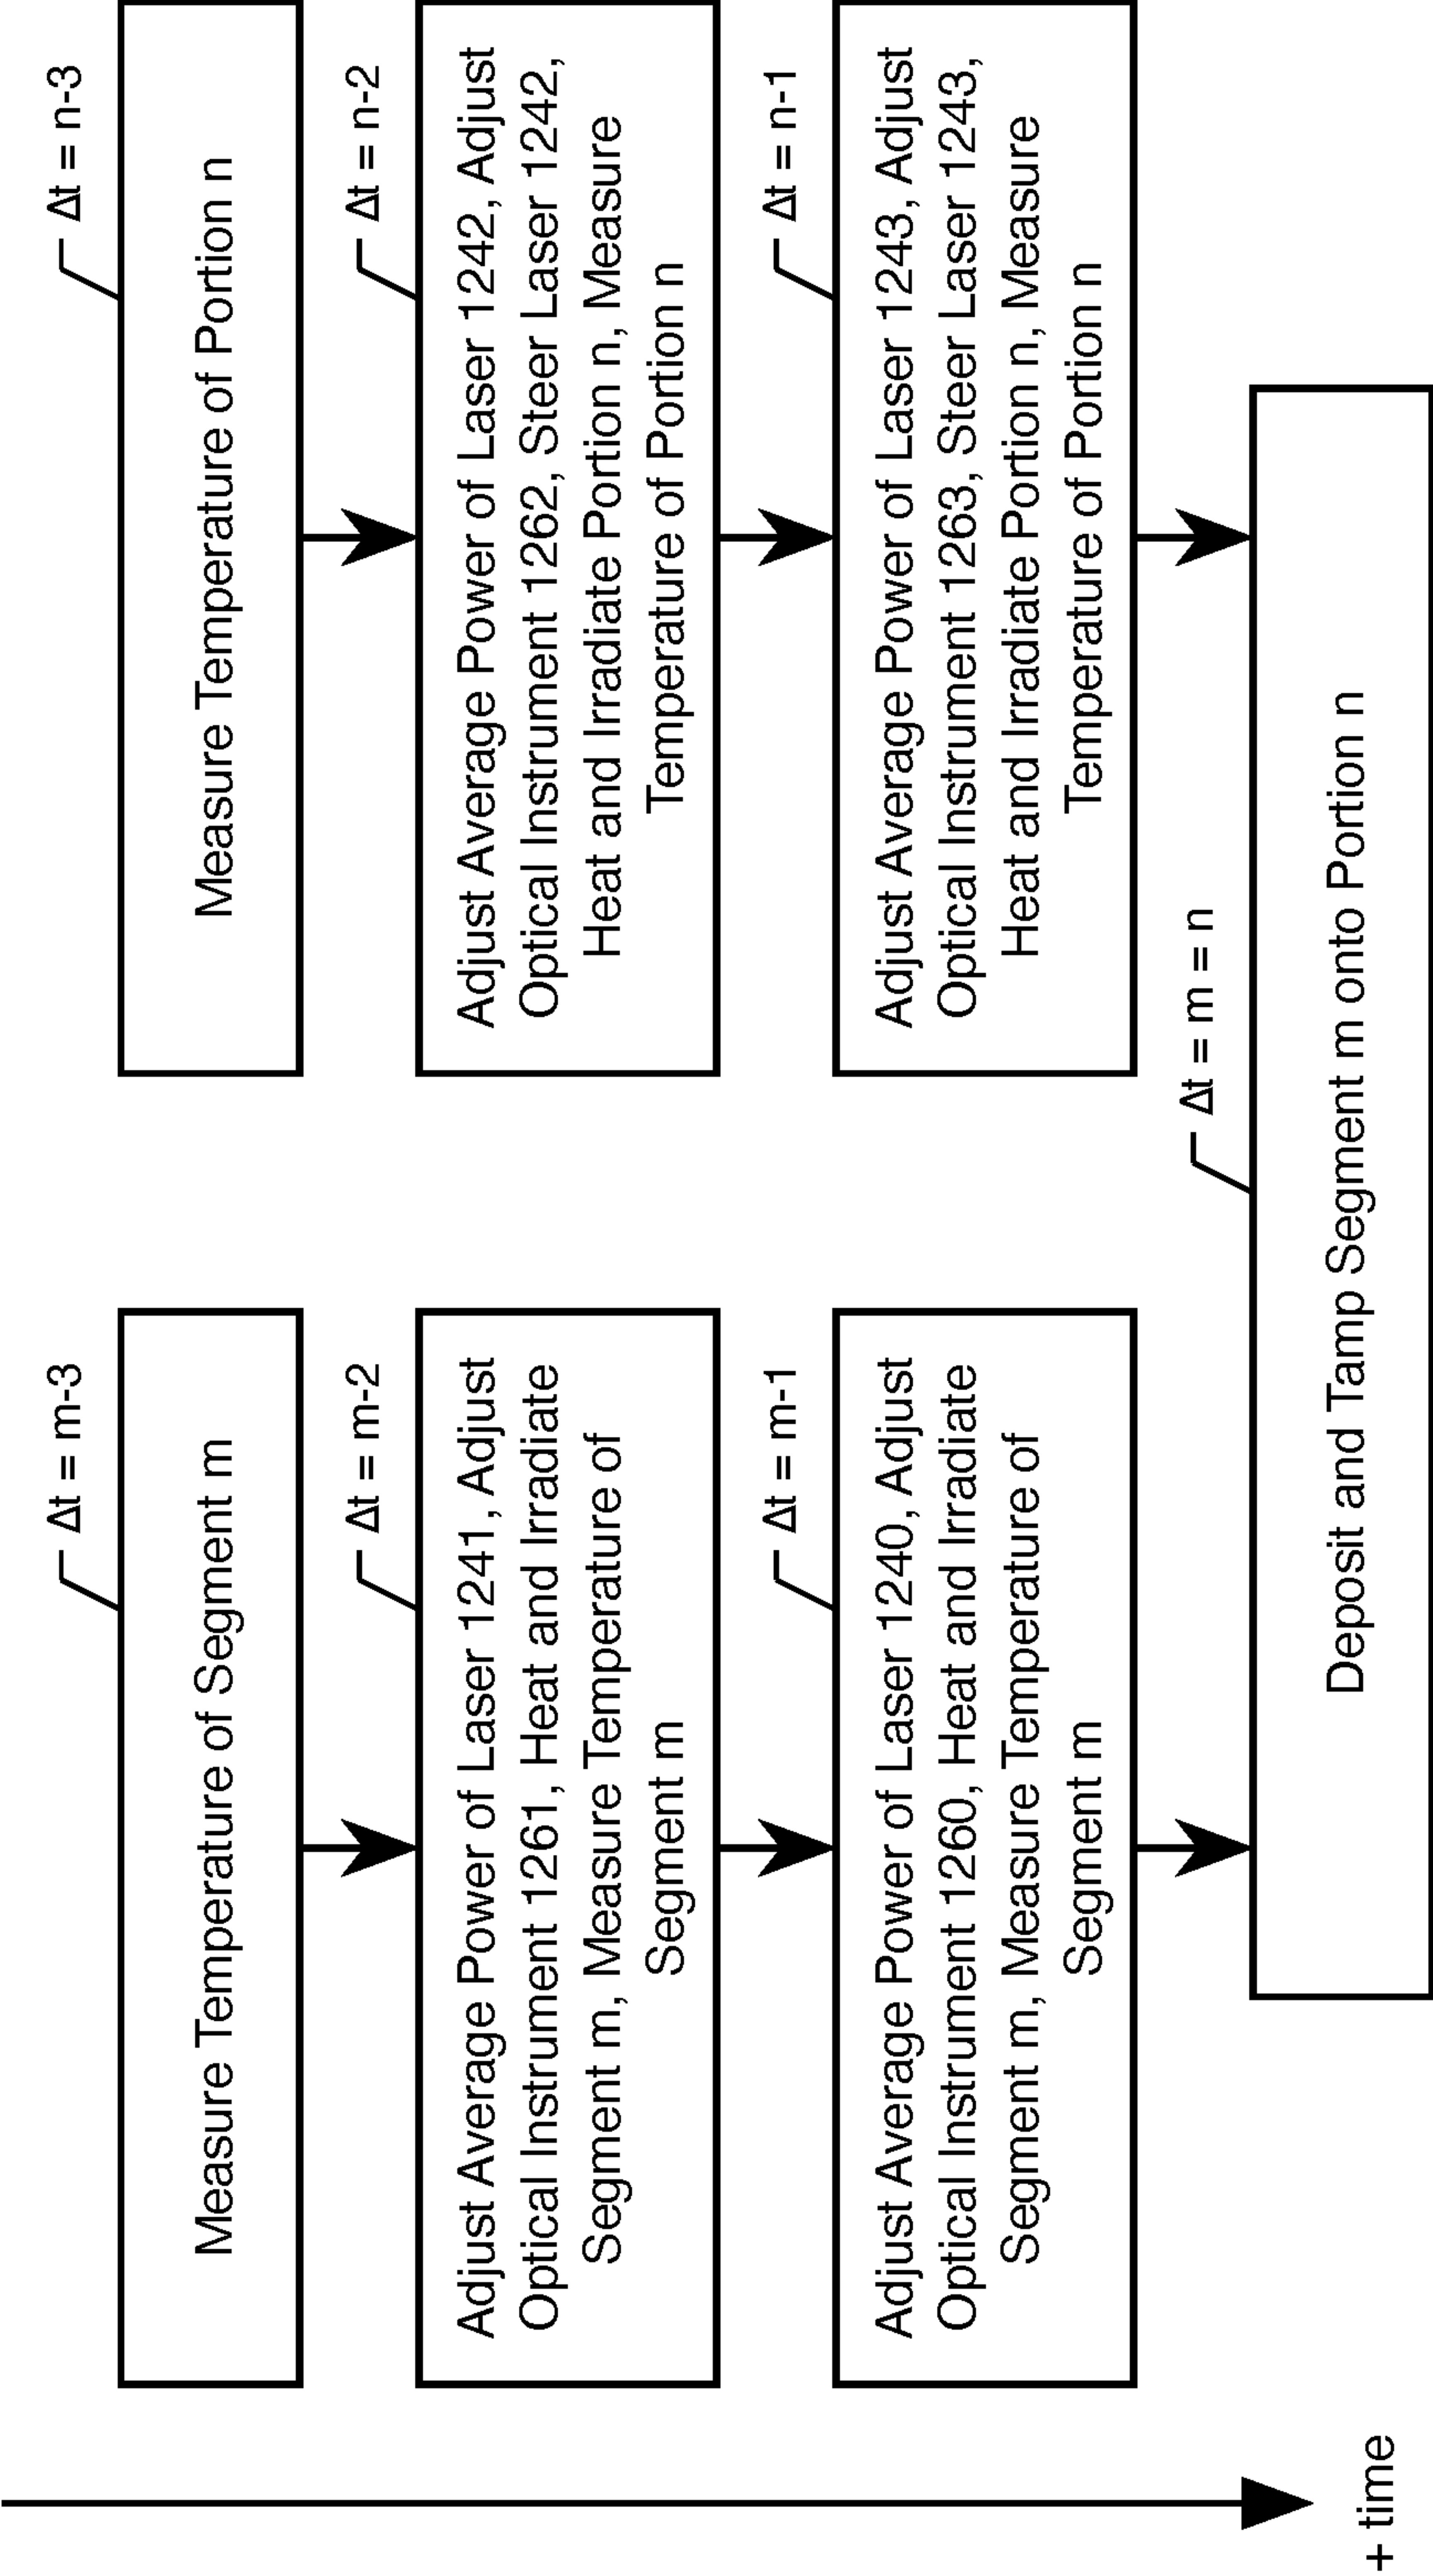 Δt = m-3
Measure Temperature of Segment m
Δt = n-3
Measure Temperature of Portion n
Δt = m-2
Adjust Average Power of Laser 1241, Adjust
Optical Instrument 1261, Heat and Irradiate
Segment m, Measure Temperature of
Segment m
Δt = n-2
Adjust Average Power of Laser 1242, Adjust
Optical Instrument 1262, Steer Laser 1242,
Heat and Irradiate Portion n, Measure
Temperature of Portion n
Δt = m-1
Adjust Average Power of Laser 1240, Adjust
Optical Instrument 1260, Heat and Irradiate
Segment m, Measure Temperature of
Segment m
Δt = n-1
Adjust Average Power of Laser 1243, Adjust
Optical Instrument 1263, Steer Laser 1243,
Heat and Irradiate Portion n, Measure
Temperature of Portion n
Δt = m = n
Deposit and Tamp Segment m onto Portion n
+ time